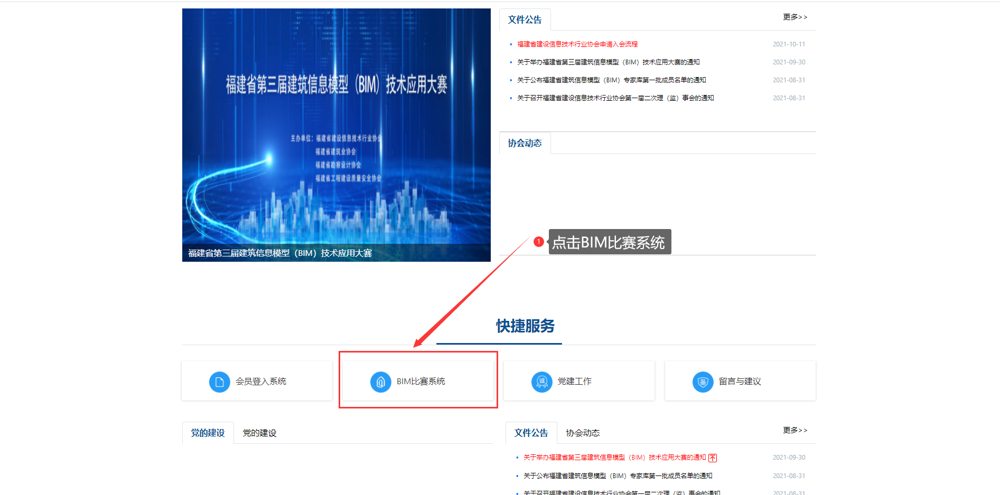 福建省第三届建筑信息模型（BIM）技术应用大赛
主办单位：福建省建设信息技术行业协会
福建省建筑业协会
福建省勘察设计协会
福建省工程建设质量安全协会
福建省第三届建筑信息模型（BIM）技术应用大赛
文件公告
更多>>
福建省建设信息技术行业协会申请入会流程 2021-10-11
关于举办福建省第三届建筑信息模型（BIM）技术应用大赛的通知 2021-09-30
关于公布福建省建筑信息模型（BIM）专家库第一批成员名单的通知 2021-08-31
关于召开福建省建设信息技术行业协会第一届二次理（监）事会的通知 2021-08-31
协会动态
1 点击BIM比赛系统
快捷服务
会员登入系统
BIM比赛系统
诚 党建工作
备 留言与建议
党的建设 党的建设
文件公告 协会动态 更多>>
关于举办福建省第三届建筑信息模型（BIM）技术应用大赛的通知 2021-09-30
关于公布福建省建筑信息模型（BIM）专家库第一批成员名单的通知 2021-08-31
关于召开福建省建设信息技术行业协会第一届二次理（监）事会的通知 2021-08-31